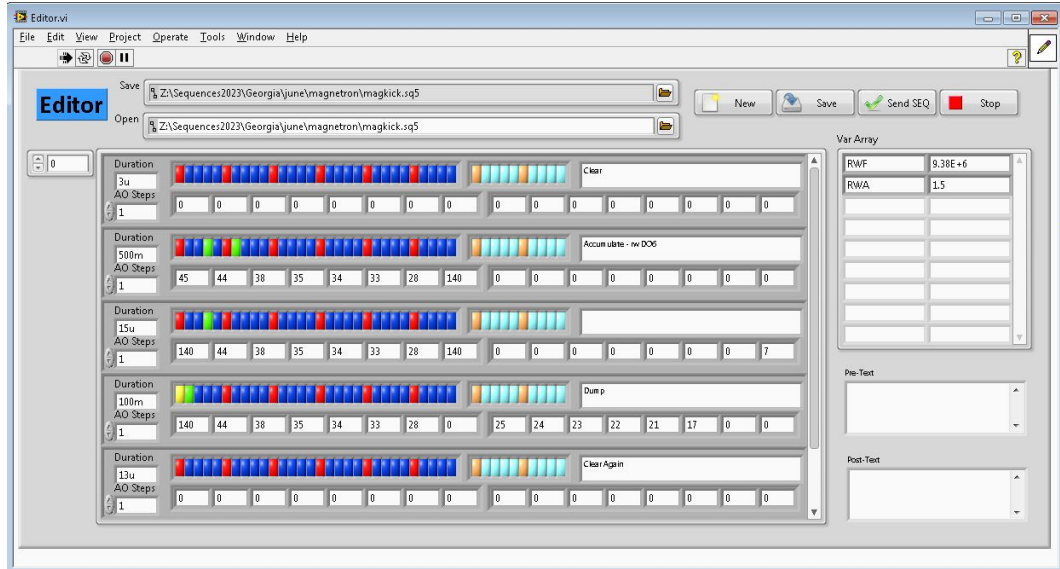 Editor.vi
File Edit View Project Operate Tools Window Help
?
Editor
Save Z:\Sequences2023\Georgia\june\magnetron\magkick.sq5
Open Z:\Sequences2023\Georgia\june\magnetron\magkick.sq5
New Save Send SEQ Stop
0
Duration
3u
Clear
AO Steps
1
0 0 0 0 0 0 0 0 0 0 0 0 0 0 0 0
Duration
500m
Accumulate - rw DO6
AO Steps
1
45 44 38 35 34 33 28 140 0 0 0 0 0 0 0 0
Duration
15u
AO Steps
1
140 44 38 35 34 33 28 140 0 0 0 0 0 0 0 7
Duration
100m
Dump
AO Steps
1
140 44 38 35 34 33 28 0 25 24 23 22 21 17 0 0
Duration
13u
Clear Again
AO Steps
1
0 0 0 0 0 0 0 0 0 0 0 0 0 0 0 0
Var Array
RWF 9.38E+6
RWA 1.5
Pre-Text
Post-Text